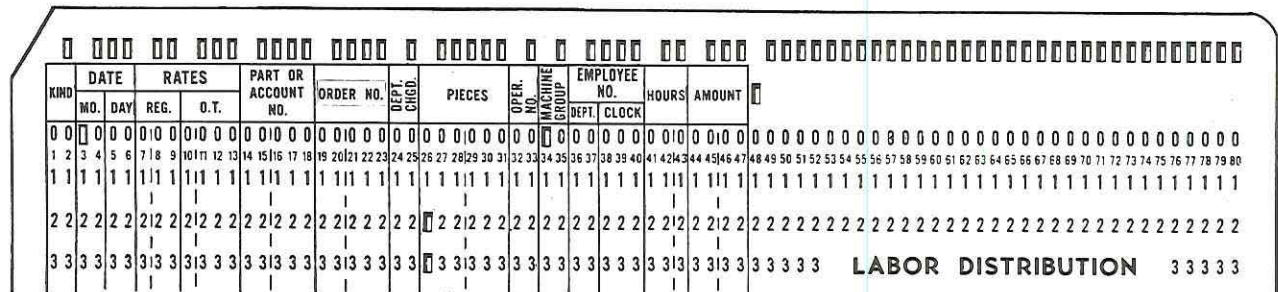 DATE RATES PART OR EMPLOYEE
KIND ACCOUNT ORDER NO. DEPT. CHGD. PIECES OPER. NO. MACHINE GROUP NO. HOURS AMOUNT
MO. DAY REG. O.T. NO. DEPT. CLOCK
0 0 0 0 0 0 0 0 0 0 0 0 0 0 0 0 0 0 0 0 0 0 0 0 0 0 0 0 0 0 0 0 0 0 0 0 0 0 0 0 0 0 0 0 0 0 0 0 0 0 0 0 0 0 0 0 0 0 0 0 0 0 0 0 0 0 0 0 0 0 0 0 0 0 0 0 0 0
1 2 3 4 5 6 7 8 9 10 11 12 13 14 15 16 17 18 19 20 21 22 23 24 25 26 27 28 29 30 31 32 33 34 35 36 37 38 39 40 41 42 43 44 45 46 47 48 49 50 51 52 53 54 55 56 57 58 59 60 61 62 63 64 65 66 67 68 69 70 71 72 73 74 75 76 77 78 79 80
1 1 1 1 1 1 1 1 1 1 1 1 1 1 1 1 1 1 1 1 1 1 1 1 1 1 1 1 1 1 1 1 1 1 1 1 1 1 1 1 1 1 1 1 1 1 1 1 1 1 1 1 1 1 1 1 1 1 1 1 1 1 1 1 1 1 1 1 1 1 1 1 1 1 1 1 1 1 1 1
2 2 2 2 2 2 2 2 2 2 2 2 2 2 2 2 2 2 2 2 2 2 2 2 2 2 2 2 2 2 2 2 2 2 2 2 2 2 2 2 2 2 2 2 2 2 2 2 2 2 2 2 2 2 2 2 2 2 2 2 2 2 2 2 2 2 2 2 2 2 2 2 2 2 2 2 2 2 2
3 3 3 3 3 3 3 3 3 3 3 3 3 3 3 3 3 3 3 3 3 3 3 3 3 3 3 3 3 3 3 3 3 3 3 3 3 3 3 3 3 3 3 3 3 3 3 3 3 3 3 LABOR DISTRIBUTION 3 3 3 3 3